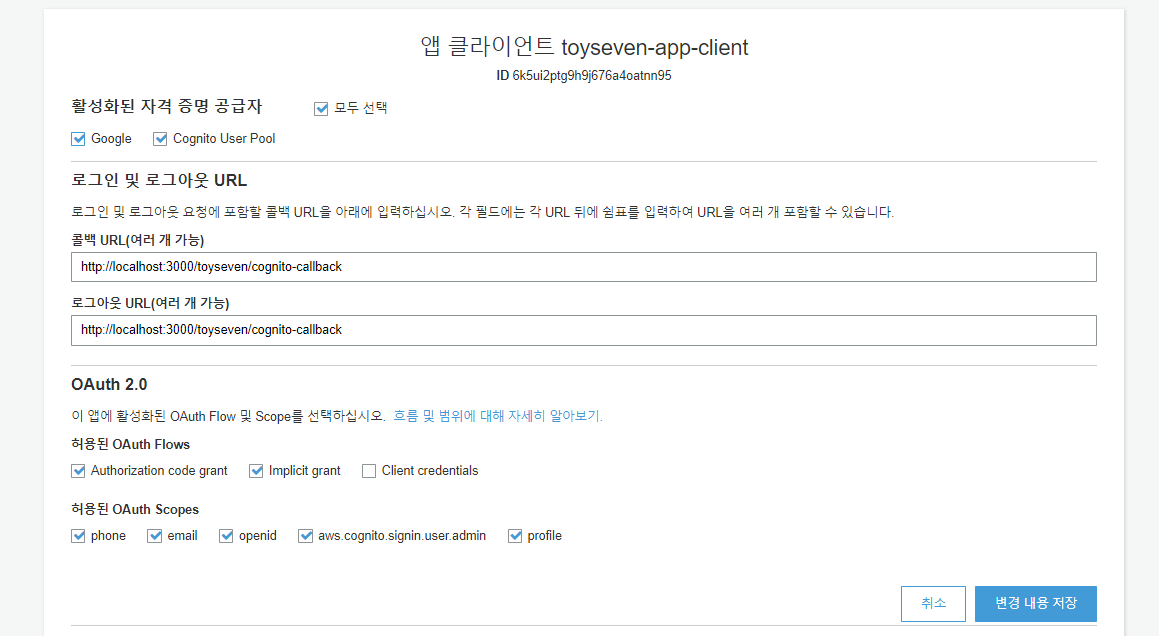 앱 클라이언트 toyseven-app-client
ID 6k5ui2ptg9h9j676a4oatnn95
활성화된 자격 증명 공급자 모두 선택
Google Cognito User Pool
로그인 및 로그아웃 URL
로그인 및 로그아웃 요청에 포함할 콜백 URL을 아래에 입력하십시오. 각 필드에는 각 URL 뒤에 쉼표를 입력하여 URL을 여러 개 포함할 수 있습니다.
콜백 URL(여러 개 가능)
http://localhost:3000/toyseven/cognito-callback
로그아웃 URL(여러 개 가능)
http://localhost:3000/toyseven/cognito-callback
OAuth 2.0
이 앱에 활성화된 OAuth Flow 및 Scope를 선택하십시오. 흐름 및 범위에 대해 자세히 알아보기.
허용된 OAuth Flows
Authorization code grant Implicit grant Client credentials
허용된 OAuth Scopes
phone email openid aws.cognito.signin.user.admin profile
취소 변경 내용 저장